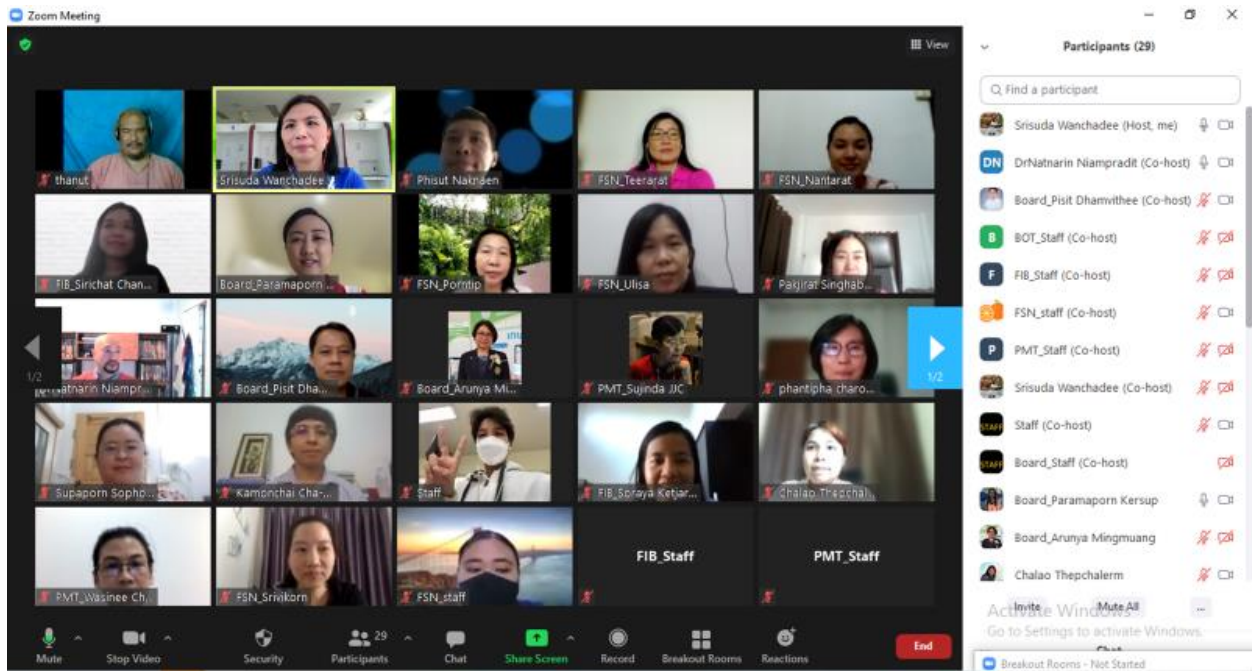 Zoom Meeting
View
thanut
Srisuda Wanchadee
Phisut Naknaen
FSN_Teerarat
FSN_Nantarat
FIB_Sirichat Chan...
Board_Paramaporn ...
FSN_Porntip
FSN_Ulisa
Pakjirat Singhab...
Natnarin Niampr...
Board_Pisit Dha...
Board_Arunya Mi...
PMT_Sujinda JJC
phantipha charo...
1/2
1/2
Supaporn Sopho...
Kamonchai Cha-...
Staff
FIB_Soraya Ketjar...
Chalao Thepchal...
PMT_Wasinee Ch...
FSN_Srivikorn
FSN_staff
FIB_Staff
PMT_Staff
Mute
Stop Video
Security
Participants
29
Chat
Share Screen
Record
Breakout Rooms
Reactions
End
Participants (29)
Find a participant
Srisuda Wanchadee (Host, me)
DN
DrNatnarin Niampradit (Co-host)
Board_Pisit Dhamvithee (Co-host)
B
BOT_Staff (Co-host)
F
FIB_Staff (Co-host)
FSN_staff (Co-host)
P
PMT_Staff (Co-host)
Srisuda Wanchadee (Co-host)
STAFF
Staff (Co-host)
STAFF
Board_Staff (Co-host)
Board_Paramaporn Kersup
Board_Arunya Mingmuang
Chalao Thepchalerm
Invite
Mute All
...
Activate Windows
Go to Settings to activate Windows.
Chat
Breakout Rooms - Not Started